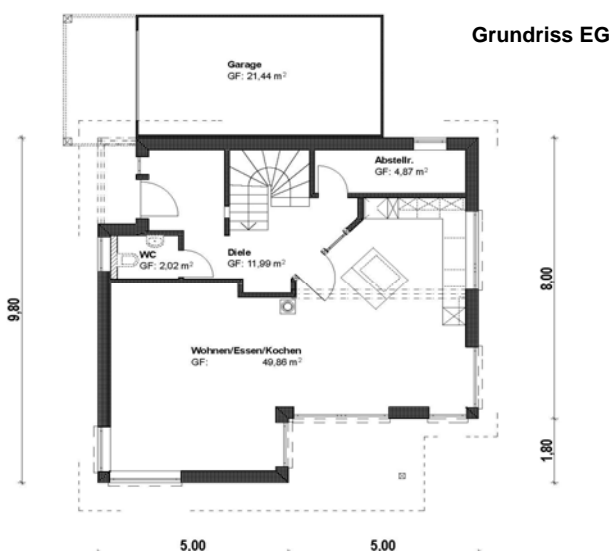 Grundriss EG
Garage
GF: 21,44 m²
Abstellr.
GF: 4,87 m²
WC
GF: 2,02 m²
Diele
GF: 11,99 m²
Wohnen/Essen/Kochen
GF: 49,86 m²
9,80
8,00
1,80
5,00
5,00